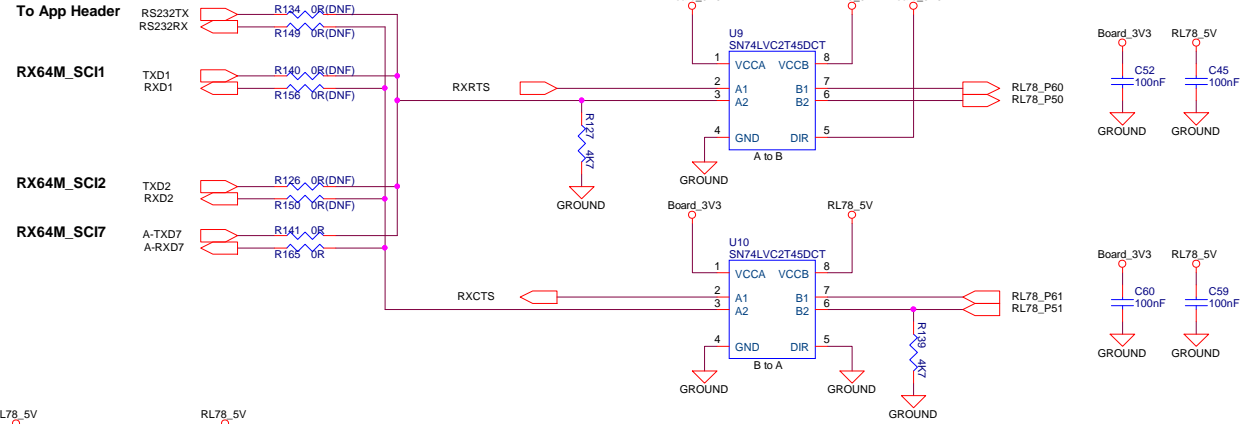 To App Header
RS232TX
R134 0R(DNF)
RS232RX
R149 0R(DNF)
RX64M_SCI1
TXD1
R140 0R(DNF)
RXD1
R156 0R(DNF)
RX64M_SCI2
TXD2
R126 0R(DNF)
RXD2
R150 0R(DNF)
RX64M_SCI7
A-TXD7
R141 0R
A-RXD7
R165 0R
U9
SN74LVC2T45DCT
1 VCCA VCCB 8
RXRTS
2 A1 B1 7
RL78_P60
3 A2 B2 6
RL78_P50
4 GND DIR 5
A to B
GROUND
R127 4K7
GROUND
Board_3V3
RL78_5V
C52
100nF
C45
100nF
GROUND
GROUND
Board_3V3
RL78_5V
U10
SN74LVC2T45DCT
1 VCCA VCCB 8
RXCTS
2 A1 B1 7
RL78_P61
3 A2 B2 6
RL78_P51
4 GND DIR 5
B to A
GROUND
GROUND
R139 4K7
GROUND
Board_3V3
RL78_5V
C60
100nF
C59
100nF
GROUND
GROUND
L78_5V
RL78_5V